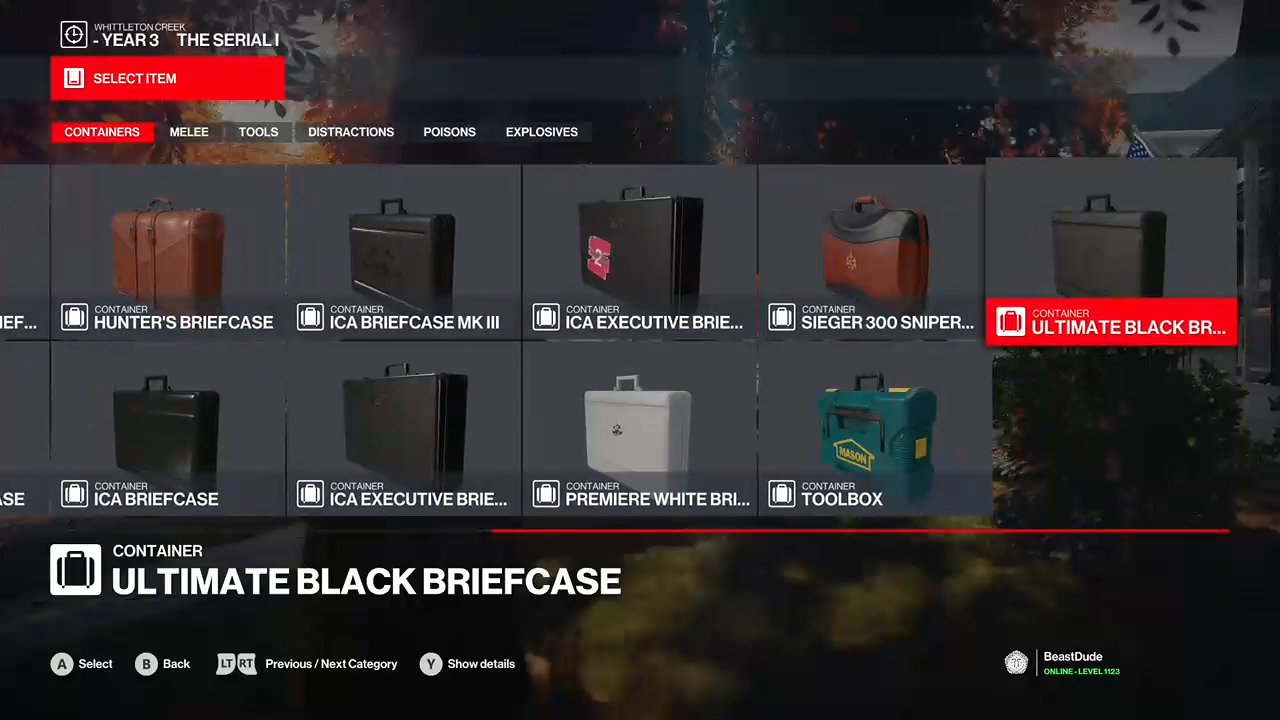 WHITTLETON CREEK
- YEAR 3 THE SERIAL I
SELECT ITEM
CONTAINERS MELEE TOOLS DISTRACTIONS POISONS EXPLOSIVES
IEF...
CONTAINER
HUNTER'S BRIEFCASE
CONTAINER
ICA BRIEFCASE MK III
2
CONTAINER
ICA EXECUTIVE BRIE...
CONTAINER
SIEGER 300 SNIPER...
CONTAINER
ULTIMATE BLACK BR...
ASE
CONTAINER
ICA BRIEFCASE
CONTAINER
ICA EXECUTIVE BRIE...
CONTAINER
PREMIERE WHITE BRI...
MASON
CONTAINER
TOOLBOX
CONTAINER
ULTIMATE BLACK BRIEFCASE
A Select B Back LT RT Previous / Next Category Y Show details
BeastDude
ONLINE - LEVEL 1123